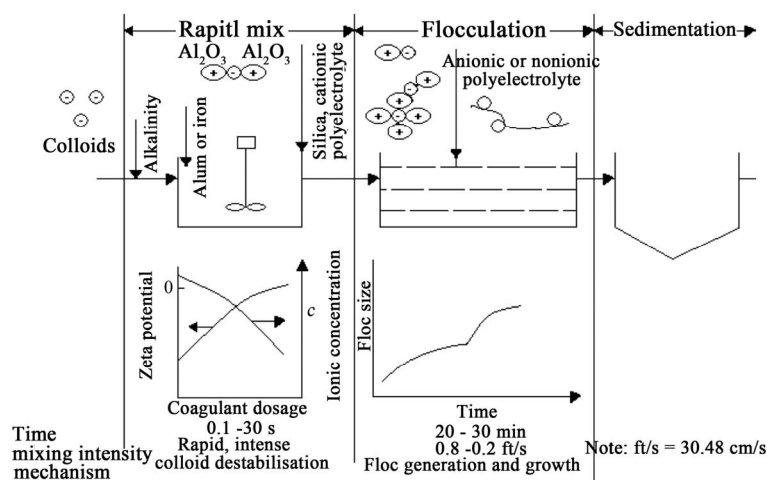 Rapitl mix
Flocculation
Sedimentation
Al₂O₃ Al₂O₃
+ - +
- -
-
Colloids
Alkalinity
Alum or iron
Silica, cationic
polyelectrolyte
+ -
+
-
+
+ - +
+
Anionic or nonionic
polyelectrolyte
Zeta potential
0
c
Ionic concentration
Coagulant dosage
0.1 -30 s
Rapid, intense
colloid destabilisation
Floc size
Time
20 - 30 min
0.8 -0.2 ft/s
Floc generation and growth
Time
mixing intensity
mechanism
Note: ft/s = 30.48 cm/s